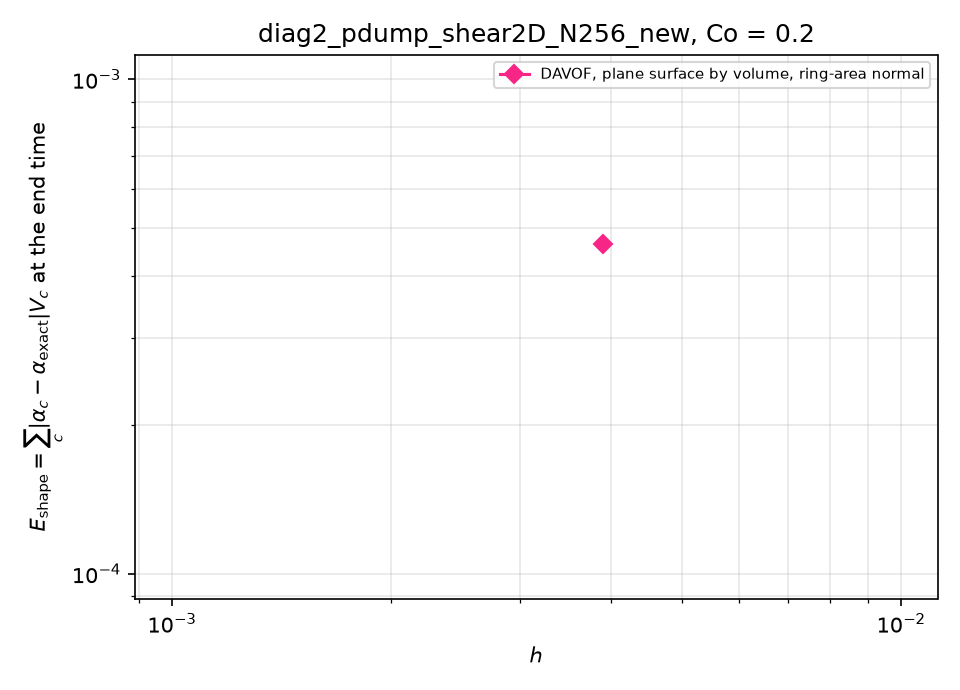 diag2_pdump_shear2D_N256_new, Co = 0.2
DAVOF, plane surface by volume, ring-area normal
E_shape = ∑_c |α_c − α_exact|V_c at the end time
10⁻³
10⁻⁴
10⁻³
10⁻²
h